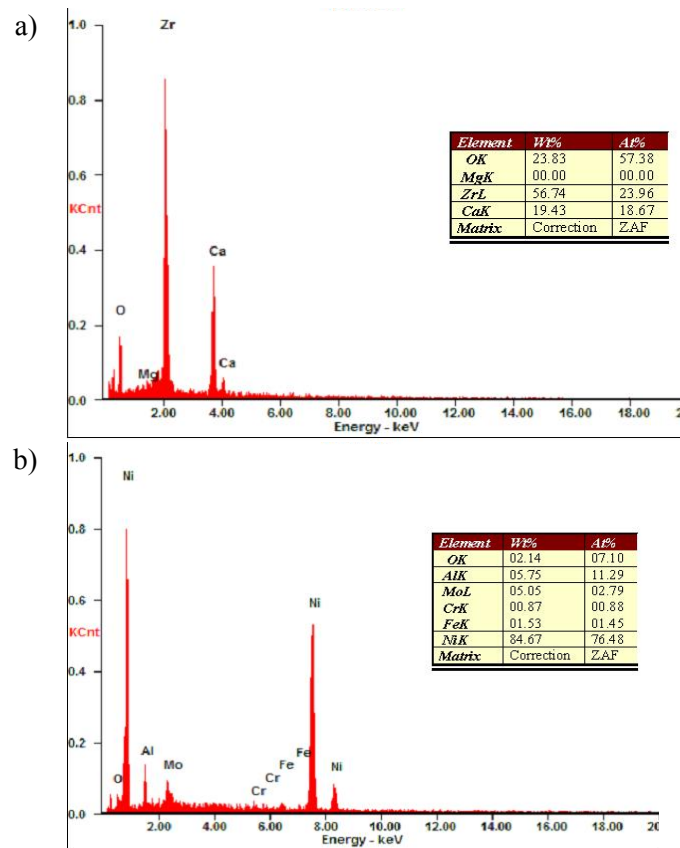 a)
1.0
Zr
0.8
0.6
KCnt
0.4
Ca
0.2
O
Mg
Ca
0.0
2.00 4.00 6.00 8.00 10.00 12.00 14.00 16.00 18.00 2
Energy - keV
Element Wt% At%
OK 23.83 57.38
MgK 00.00 00.00
ZrL 56.74 23.96
CaK 19.43 18.67
Matrix Correction ZAF
b)
1.0
Ni
0.8
0.6
Ni
KCnt
0.4
0.2
O
Al
Mo
Cr
Cr
Fe
Fe
Ni
0.0
2.00 4.00 6.00 8.00 10.00 12.00 14.00 16.00 18.00 20
Energy - keV
Element Wt% At%
OK 02.14 07.10
AlK 05.75 11.29
MoL 05.05 02.79
CrK 00.87 00.88
FeK 01.53 01.45
NiK 84.67 76.48
Matrix Correction ZAF